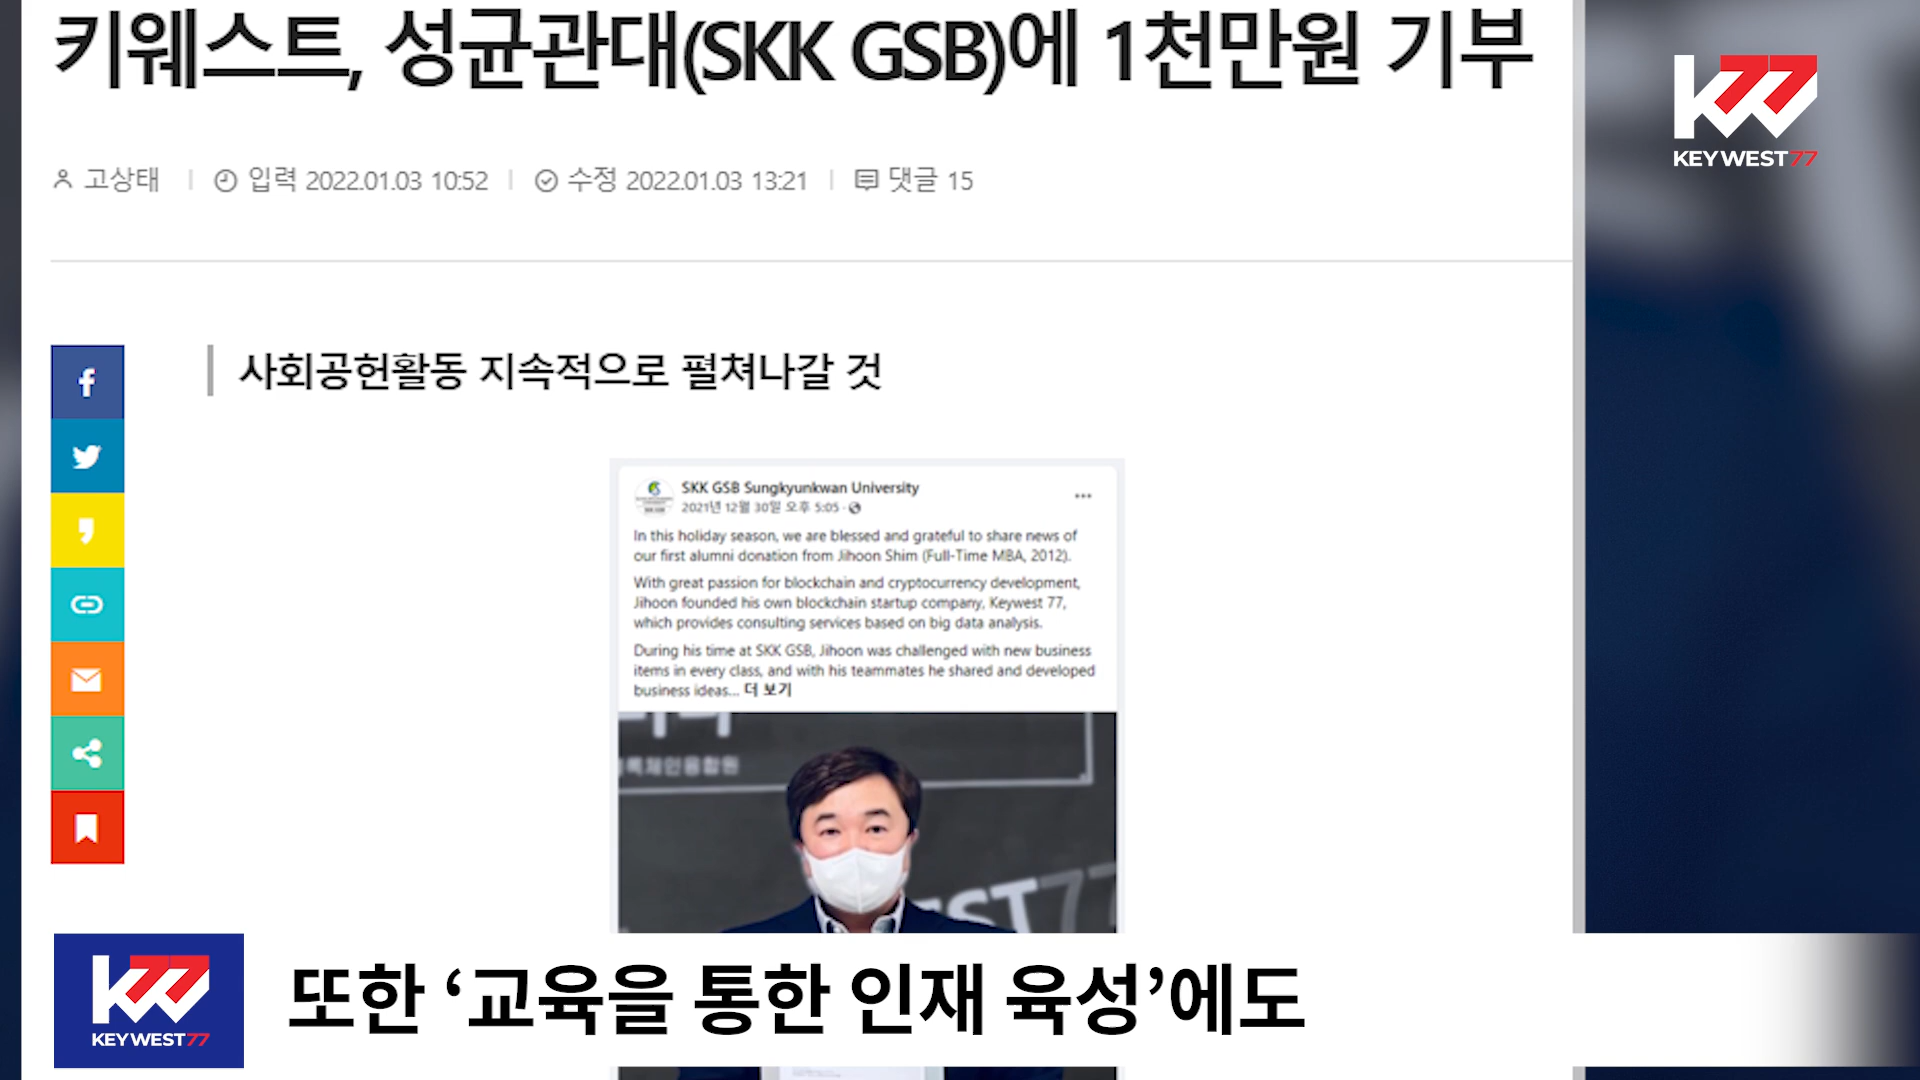 키웨스트, 성균관대(SKK GSB)에 1천만원 기부
KEYWEST77
고상태 입력 2022.01.03 10:52 수정 2022.01.03 13:21 댓글 15
사회공헌활동 지속적으로 펼쳐나갈 것
SKK GSB Sungkyunkwan University
2021년 12월 30일 오후 5:05
In this holiday season, we are blessed and grateful to share news of
our first alumni donation from Jihoon Shim (Full-Time MBA, 2012).
With great passion for blockchain and cryptocurrency development,
Jihoon founded his own blockchain startup company, Keywest 77,
which provides consulting services based on big data analysis.
During his time at SKK GSB, Jihoon was challenged with new business
items in every class, and with his teammates he shared and developed
business ideas... 더 보기
록체인융합원
EST77
KEYWEST77
또한 ‘교육을 통한 인재 육성’에도